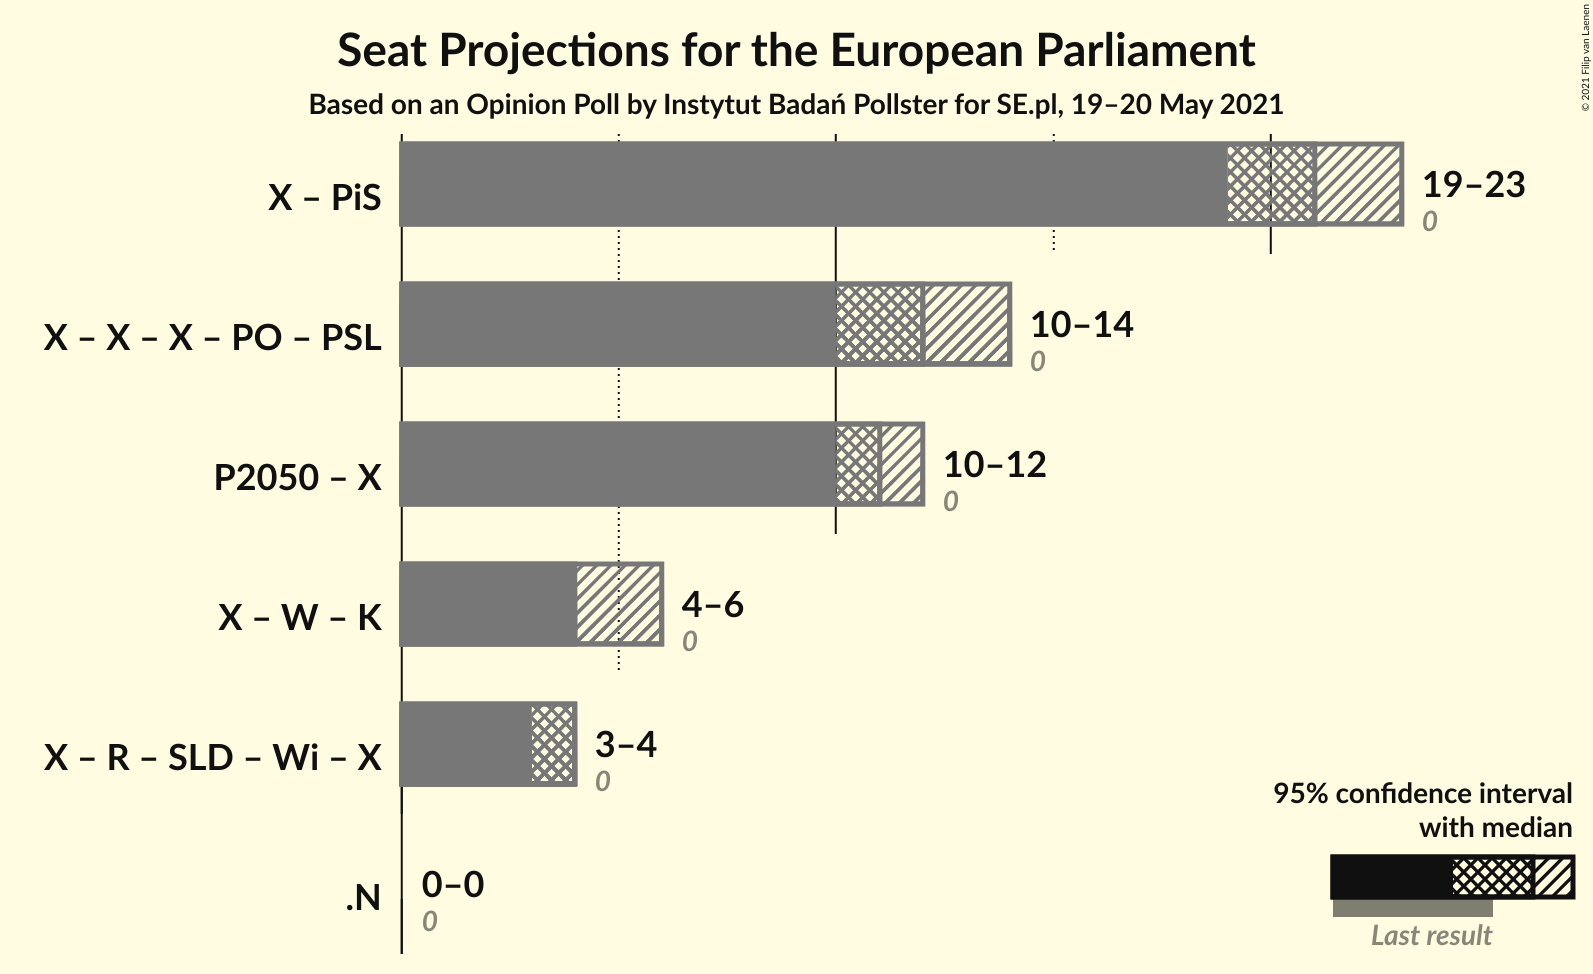 Seat Projections for the European Parliament
Based on an Opinion Poll by Instytut Badań Pollster for SE.pl, 19–20 May 2021
© 2021 Filip van Laenen
X – PiS
19–23
0
X – X – X – PO – PSL
10–14
0
P2050 – X
10–12
0
X – W – K
4–6
0
X – R – SLD – Wi – X
3–4
0
.N
0–0
0
95% confidence interval
with median
Last result